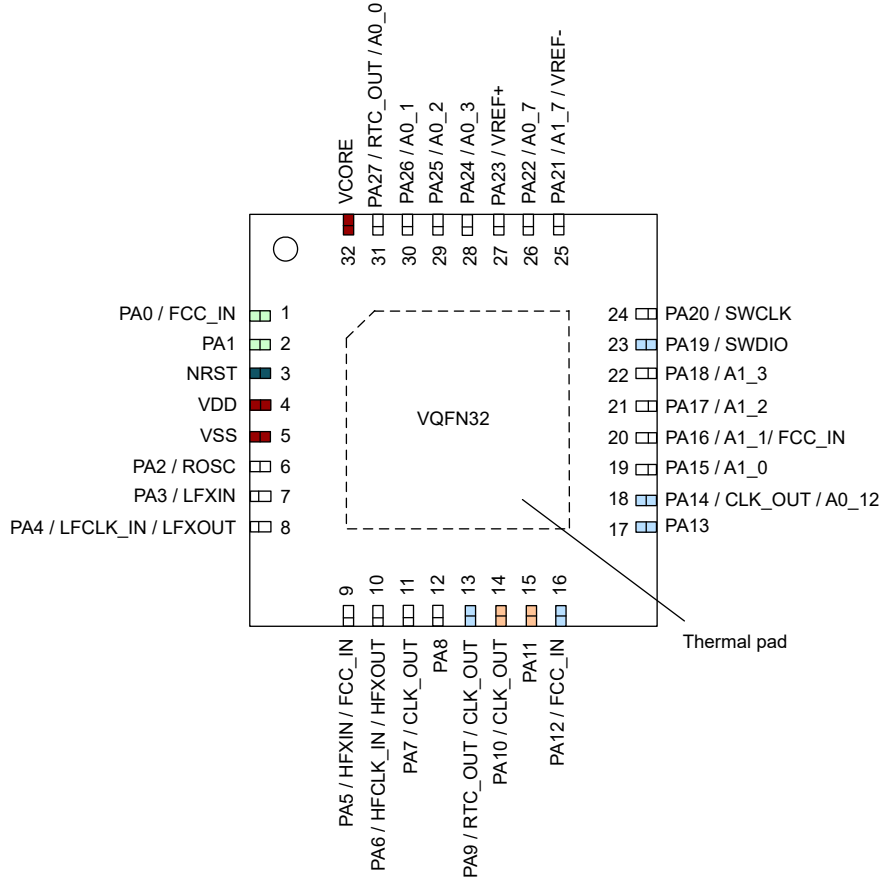 VCORE
PA27 / RTC_OUT / A0_0
PA26 / A0_1
PA25 / A0_2
PA24 / A0_3
PA23 / VREF+
PA22 / A0_7
PA21 / A1_7 / VREF-
32
31
30
29
28
27
26
25
PA0 / FCC_IN 1
PA1 2
NRST 3
VDD 4
VSS 5
PA2 / ROSC 6
PA3 / LFXIN 7
PA4 / LFCLK_IN / LFXOUT 8
VQFN32
24 PA20 / SWCLK
23 PA19 / SWDIO
22 PA18 / A1_3
21 PA17 / A1_2
20 PA16 / A1_1/ FCC_IN
19 PA15 / A1_0
18 PA14 / CLK_OUT / A0_12
17 PA13
9
10
11
12
13
14
15
16
PA5 / HFXIN / FCC_IN
PA6 / HFCLK_IN / HFXOUT
PA7 / CLK_OUT
PA8
PA9 / RTC_OUT / CLK_OUT
PA10 / CLK_OUT
PA11
PA12 / FCC_IN
Thermal pad